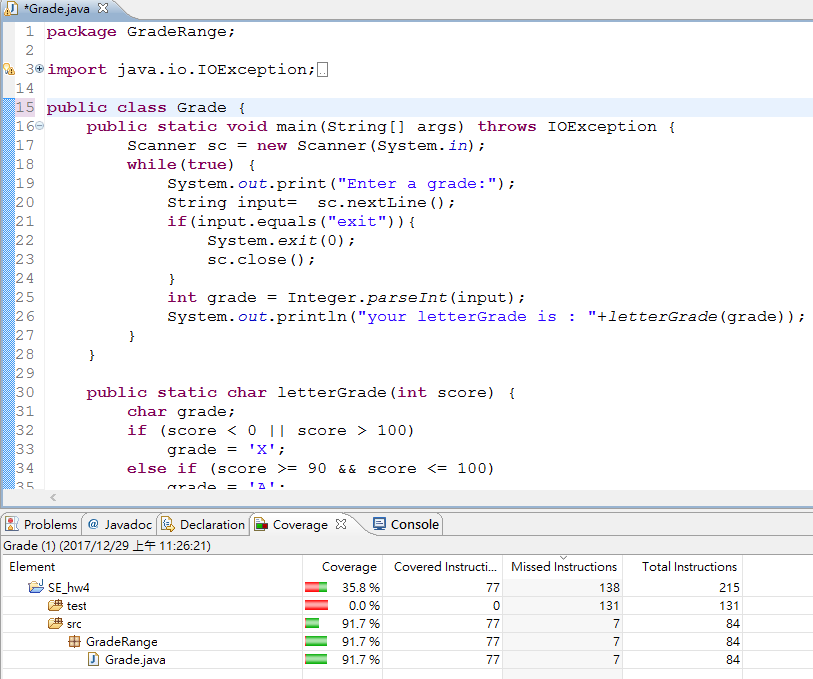 *Grade.java
1 package GradeRange;
2
3 import java.io.IOException;
14
15 public class Grade {
16 public static void main(String[] args) throws IOException {
17 Scanner sc = new Scanner(System.in);
18 while(true) {
19 System.out.print("Enter a grade:");
20 String input=  sc.nextLine();
21 if(input.equals("exit")){
22 System.exit(0);
23 sc.close();
24 }
25 int grade = Integer.parseInt(input);
26 System.out.println("your letterGrade is : "+letterGrade(grade));
27 }
28 }
29
30 public static char letterGrade(int score) {
31 char grade;
32 if (score < 0 || score > 100)
33 grade = 'X';
34 else if (score >= 90 && score <= 100)
35 grade = 'A';
Problems @ Javadoc Declaration Coverage Console
Grade (1) (2017/12/29 上午 11:26:21)
Element Coverage Covered Instructi... Missed Instructions Total Instructions
SE_hw4 35.8 % 77 138 215
test 0.0 % 0 131 131
src 91.7 % 77 7 84
GradeRange 91.7 % 77 7 84
Grade.java 91.7 % 77 7 84